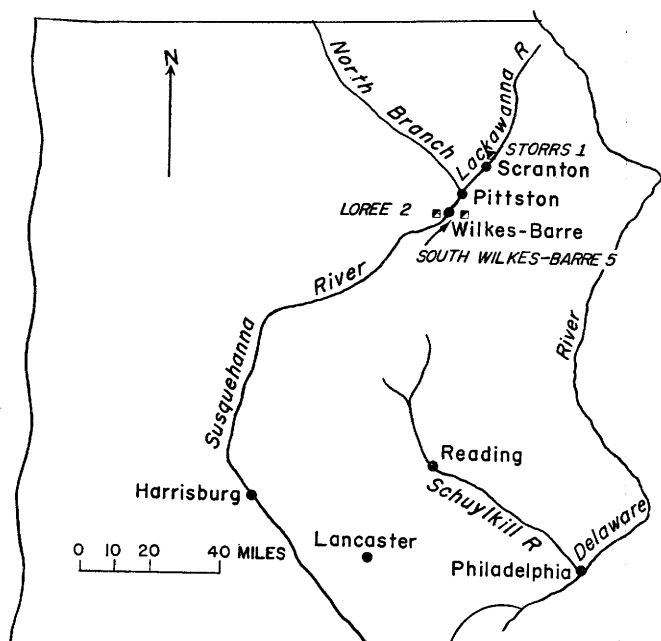 N
North
Branch
Lackawanna R
STORRS 1
Scranton
Pittston
LOREE 2
Wilkes-Barre
SOUTH WILKES-BARRE 5
River
Susquehanna
River
Reading
Harrisburg
Schuylkill R
Delaware
Lancaster
0 10 20 40 MILES
Philadelphia